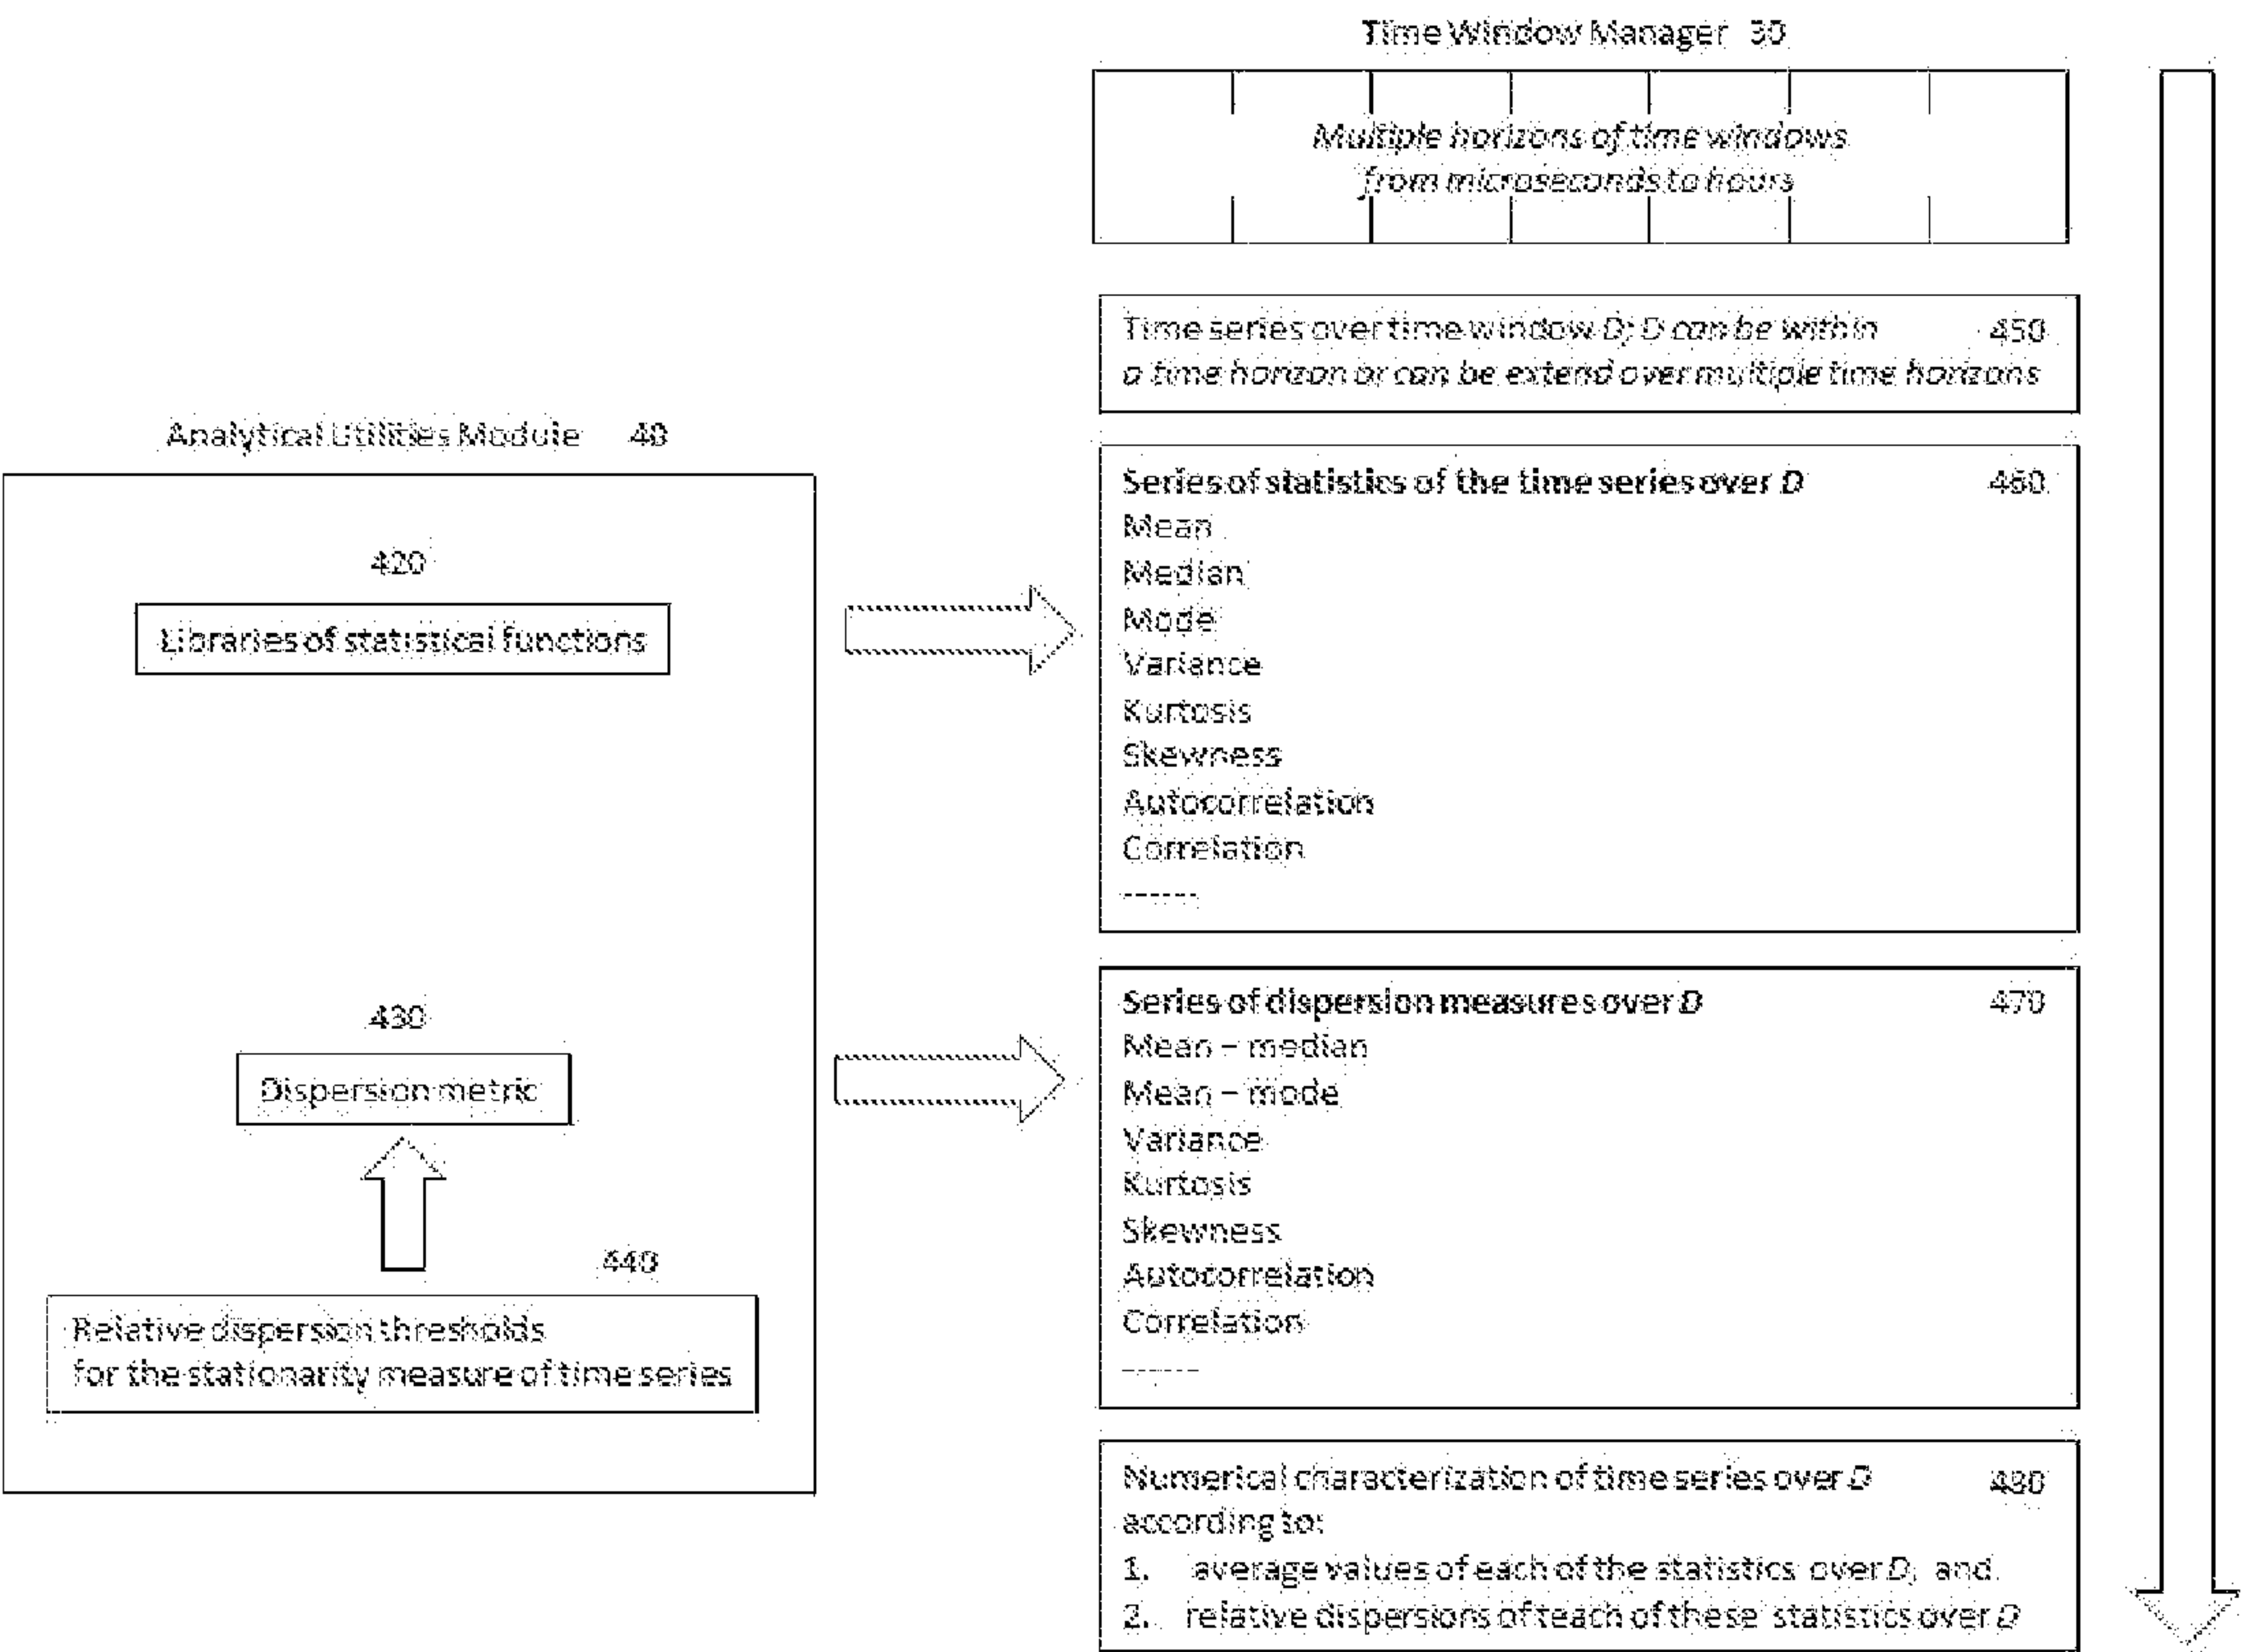 Time Window Manager 30
Multiple horizons of time windows
from microseconds to hours
Time series over time window D; D can be within 450
a time horizon or can be extend over multiple time horizons
Analytical Utilities Module 40
420
Libraries of statistical functions
430
Dispersion metric
440
Relative dispersion thresholds
for the stationarity measure of time series
Series of statistics of the time series over D 460
Mean
Median
Mode
Variance
Kurtosis
Skewness
Autocorrelation
Correlation
------
Series of dispersion measures over D 470
Mean – median
Mean – mode
Variance
Kurtosis
Skewness
Autocorrelation
Correlation
------
Numerical characterization of time series over D 480
according to:
1. average values of each of the statistics over D, and
2. relative dispersions of teach of these statistics over D